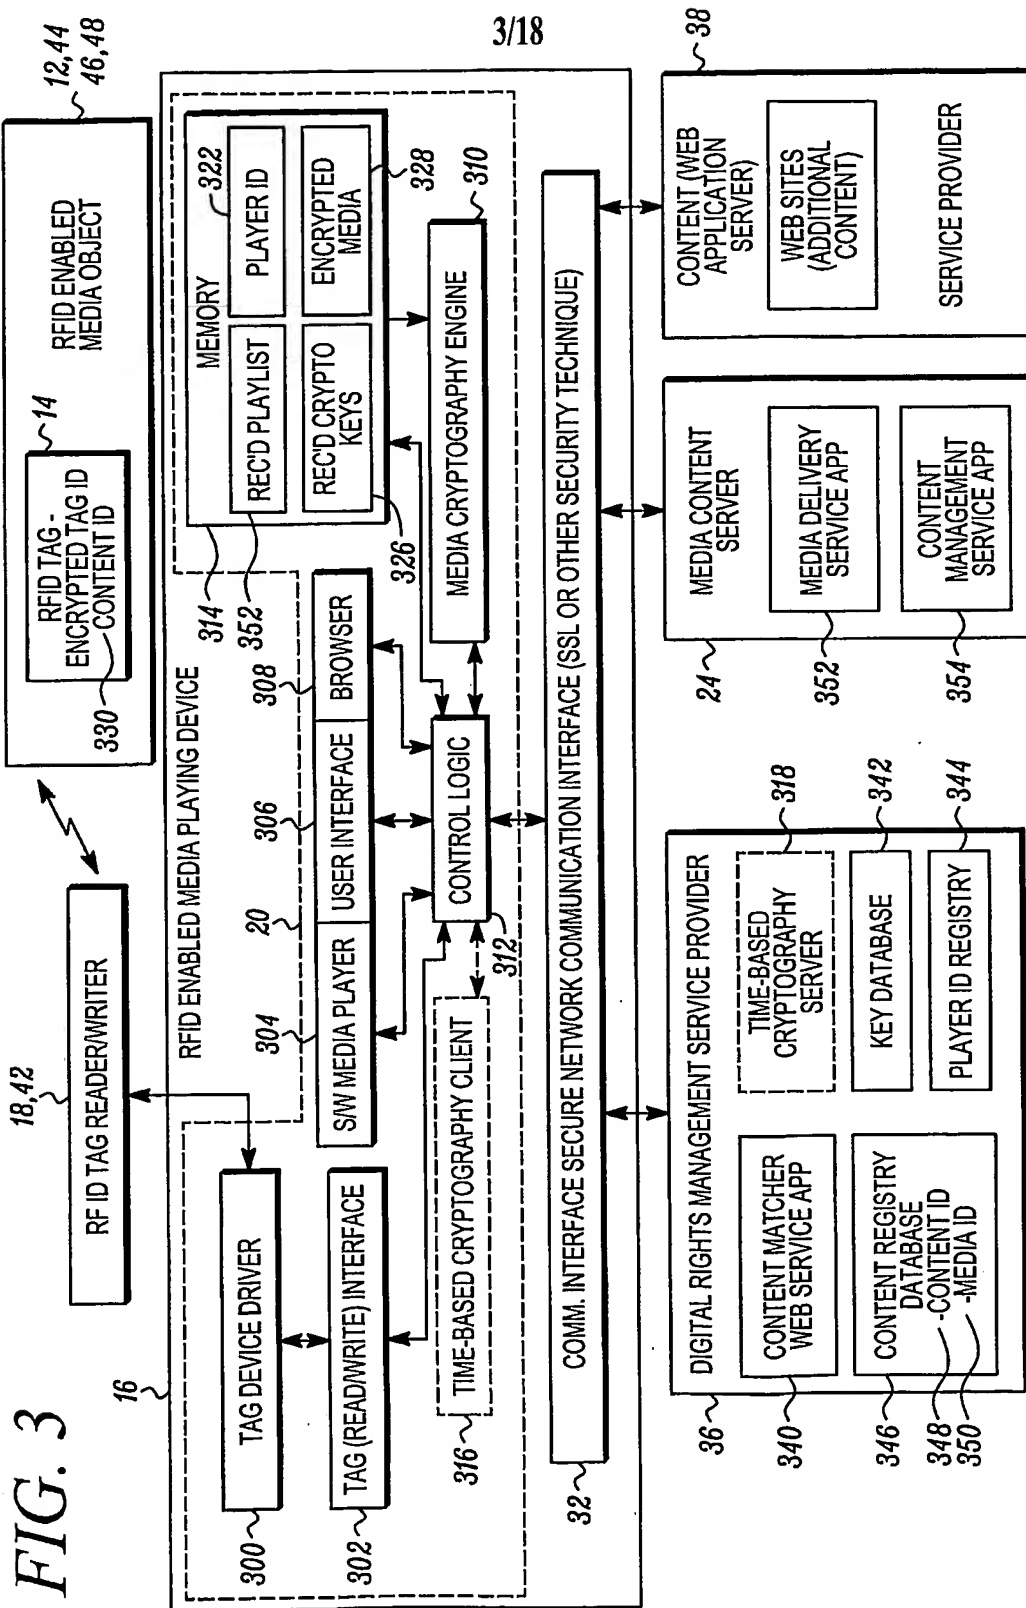 3/18
FIG. 3
18,42
RF ID TAG READER/WRITER
RFID ENABLED
MEDIA OBJECT
12,44
46,48
14
RFID TAG -
ENCRYPTED TAG ID
CONTENT ID
330
16
RFID ENABLED MEDIA PLAYING DEVICE
20
TAG DEVICE DRIVER
300
TAG (READ/WRITE) INTERFACE
302
304
306
308
S/W MEDIA PLAYER
USER INTERFACE
BROWSER
314
352
MEMORY
322
REC'D PLAYLIST
PLAYER ID
REC'D CRYPTO
KEYS
ENCRYPTED
MEDIA
326
328
310
MEDIA CRYPTOGRAPHY ENGINE
CONTROL LOGIC
312
TIME-BASED CRYPTOGRAPHY CLIENT
316
COMM. INTERFACE SECURE NETWORK COMMUNICATION INTERFACE (SSL OR OTHER SECURITY TECHNIQUE)
32
DIGITAL RIGHTS MANAGEMENT SERVICE PROVIDER
36
CONTENT MATCHER
WEB SERVICE APP
340
TIME-BASED
CRYPTOGRAPHY
SERVER
318
KEY DATABASE
342
PLAYER ID REGISTRY
344
CONTENT REGISTRY
DATABASE
-CONTENT ID
-MEDIA ID
346
348
350
MEDIA CONTENT
SERVER
24
MEDIA DELIVERY
SERVICE APP
352
CONTENT
MANAGEMENT
SERVICE APP
354
CONTENT (WEB
APPLICATION
SERVER)
38
WEB SITES
(ADDITIONAL
CONTENT)
SERVICE PROVIDER